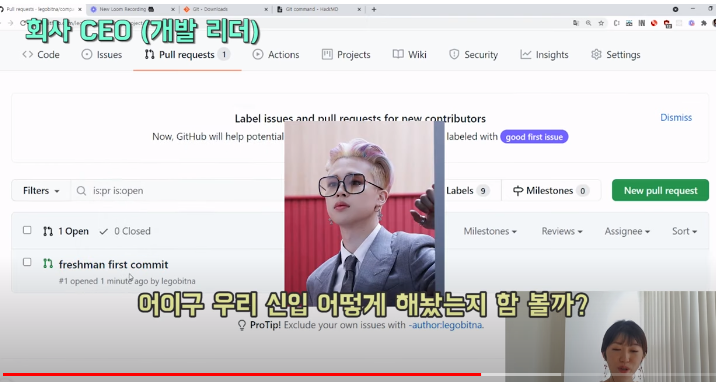 Pull requests · legobitna/compa
New Loom Recording
Git - Downloads
Git command - HackMD
회사 CEO (개발 리더)
Code
Issues
Pull requests 1
Actions
Projects
Wiki
Security
Insights
Settings
Label issues and pull requests for new contributors
Dismiss
Now, GitHub will help potential
labeled with good first issue
Filters
is:pr is:open
Labels 9
Milestones 0
New pull request
1 Open
0 Closed
Milestones
Reviews
Assignee
Sort
freshman first commit
#1 opened 1 minute ago by legobitna
어이구 우리 신입 어떻게 해놨는지 함 볼까?
ProTip! Exclude your own issues with -author:legobitna.